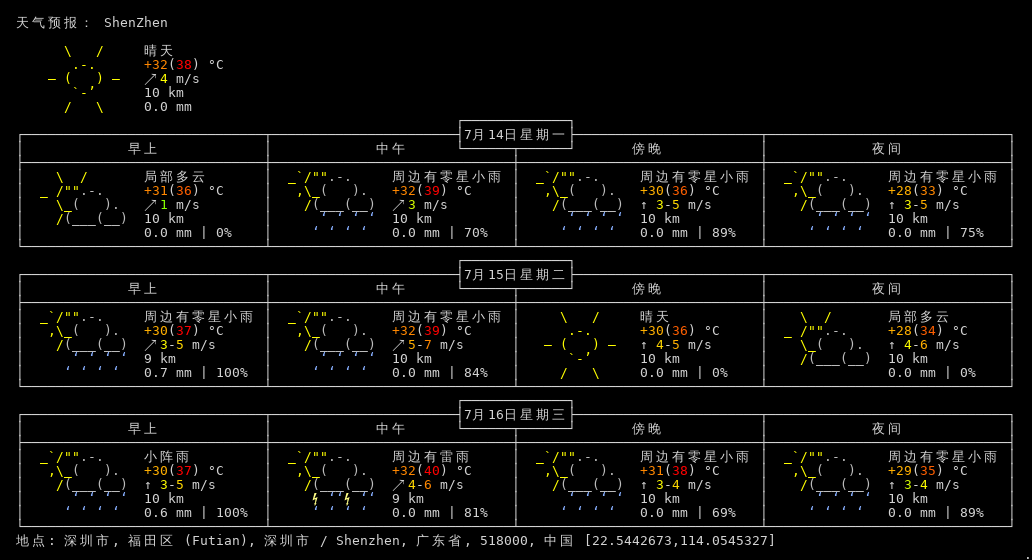 天气预报： ShenZhen
晴天
+32(38) °C
↗4 m/s
10 km
0.0 mm
7月14日星期一
早上 中午 傍晚 夜间
局部多云 周边有零星小雨 周边有零星小雨 周边有零星小雨
+31(36) °C +32(39) °C +30(36) °C +28(33) °C
↗1 m/s ↗3 m/s ↑ 3-5 m/s ↑ 3-5 m/s
10 km 10 km 10 km 10 km
0.0 mm | 0% 0.0 mm | 70% 0.0 mm | 89% 0.0 mm | 75%
7月15日星期二
早上 中午 傍晚 夜间
周边有零星小雨 周边有零星小雨 晴天 局部多云
+30(37) °C +32(39) °C +30(36) °C +28(34) °C
↗3-5 m/s ↗5-7 m/s ↑ 4-5 m/s ↑ 4-6 m/s
9 km 10 km 10 km 10 km
0.7 mm | 100% 0.0 mm | 84% 0.0 mm | 0% 0.0 mm | 0%
7月16日星期三
早上 中午 傍晚 夜间
小阵雨 周边有雷雨 周边有零星小雨 周边有零星小雨
+30(37) °C +32(40) °C +31(38) °C +29(35) °C
↑ 3-5 m/s ↗4-6 m/s ↑ 3-4 m/s ↑ 3-4 m/s
10 km 9 km 10 km 10 km
0.6 mm | 100% 0.0 mm | 81% 0.0 mm | 69% 0.0 mm | 89%
地点: 深圳市, 福田区 (Futian), 深圳市 / Shenzhen, 广东省, 518000, 中国 [22.5442673,114.0545327]